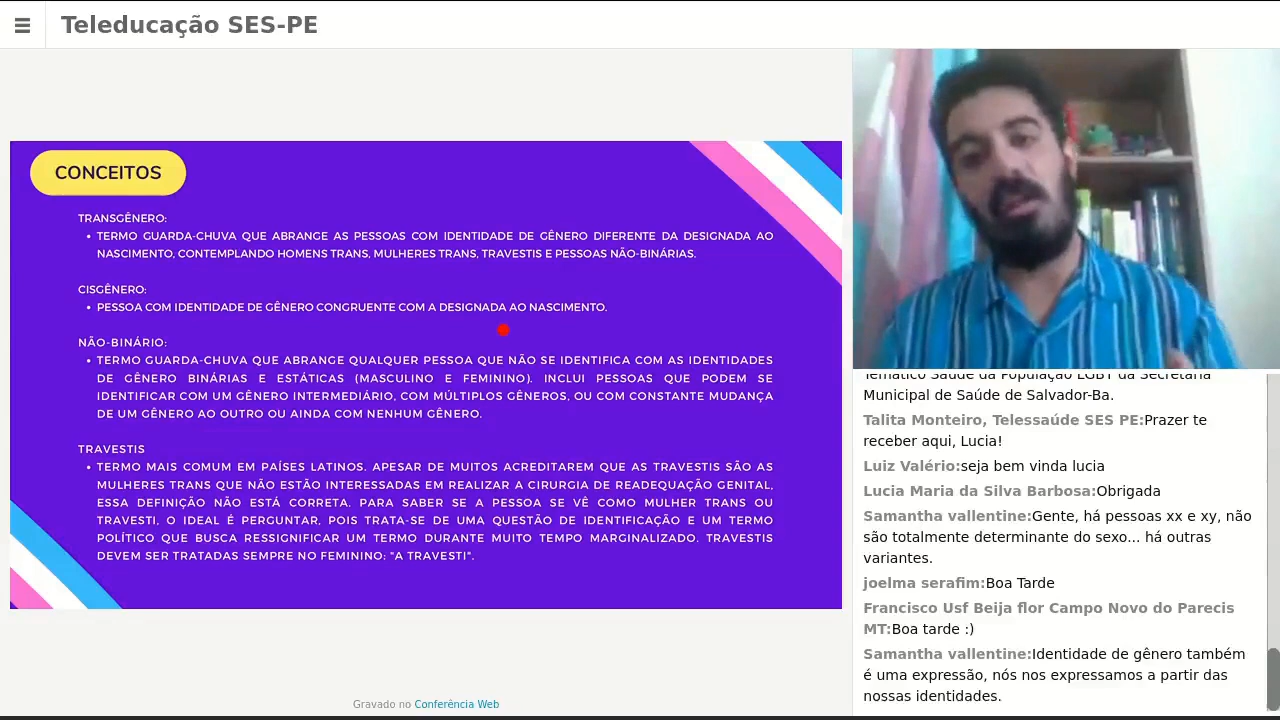 Teleducação SES-PE
CONCEITOS
TRANSGÊNERO:
• TERMO GUARDA-CHUVA QUE ABRANGE AS PESSOAS COM IDENTIDADE DE GÊNERO DIFERENTE DA DESIGNADA AO
NASCIMENTO, CONTEMPLANDO HOMENS TRANS, MULHERES TRANS, TRAVESTIS E PESSOAS NÃO-BINÁRIAS.
CISGÊNERO:
• PESSOA COM IDENTIDADE DE GÊNERO CONGRUENTE COM A DESIGNADA AO NASCIMENTO.
NÃO-BINÁRIO:
• TERMO GUARDA-CHUVA QUE ABRANGE QUALQUER PESSOA QUE NÃO SE IDENTIFICA COM AS IDENTIDADES
DE GÊNERO BINÁRIAS E ESTÁTICAS (MASCULINO E FEMININO). INCLUI PESSOAS QUE PODEM SE
IDENTIFICAR COM UM GÊNERO INTERMEDIÁRIO, COM MÚLTIPLOS GÊNEROS, OU COM CONSTANTE MUDANÇA
DE UM GÊNERO AO OUTRO OU AINDA COM NENHUM GÊNERO.
TRAVESTIS
• TERMO MAIS COMUM EM PAÍSES LATINOS. APESAR DE MUITOS ACREDITAREM QUE AS TRAVESTIS SÃO AS
MULHERES TRANS QUE NÃO ESTÃO INTERESSADAS EM REALIZAR A CIRURGIA DE READEQUAÇÃO GENITAL,
ESSA DEFINIÇÃO NÃO ESTÁ CORRETA. PARA SABER SE A PESSOA SE VÊ COMO MULHER TRANS OU
TRAVESTI, O IDEAL É PERGUNTAR, POIS TRATA-SE DE UMA QUESTÃO DE IDENTIFICAÇÃO E UM TERMO
POLÍTICO QUE BUSCA RESSIGNIFICAR UM TERMO DURANTE MUITO TEMPO MARGINALIZADO. TRAVESTIS
DEVEM SER TRATADAS SEMPRE NO FEMININO: "A TRAVESTI".
Gravado no Conferência Web
Temático Saúde da População LGBT da Secretaria
Municipal de Saúde de Salvador-Ba.
Talita Monteiro, Telessaúde SES PE:Prazer te
receber aqui, Lucia!
Luiz Valério:seja bem vinda lucia
Lucia Maria da Silva Barbosa:Obrigada
Samantha vallentine:Gente, há pessoas xx e xy, não
são totalmente determinante do sexo... há outras
variantes.
joelma serafim:Boa Tarde
Francisco Usf Beija flor Campo Novo do Parecis
MT:Boa tarde :)
Samantha vallentine:Identidade de gênero também
é uma expressão, nós nos expressamos a partir das
nossas identidades.